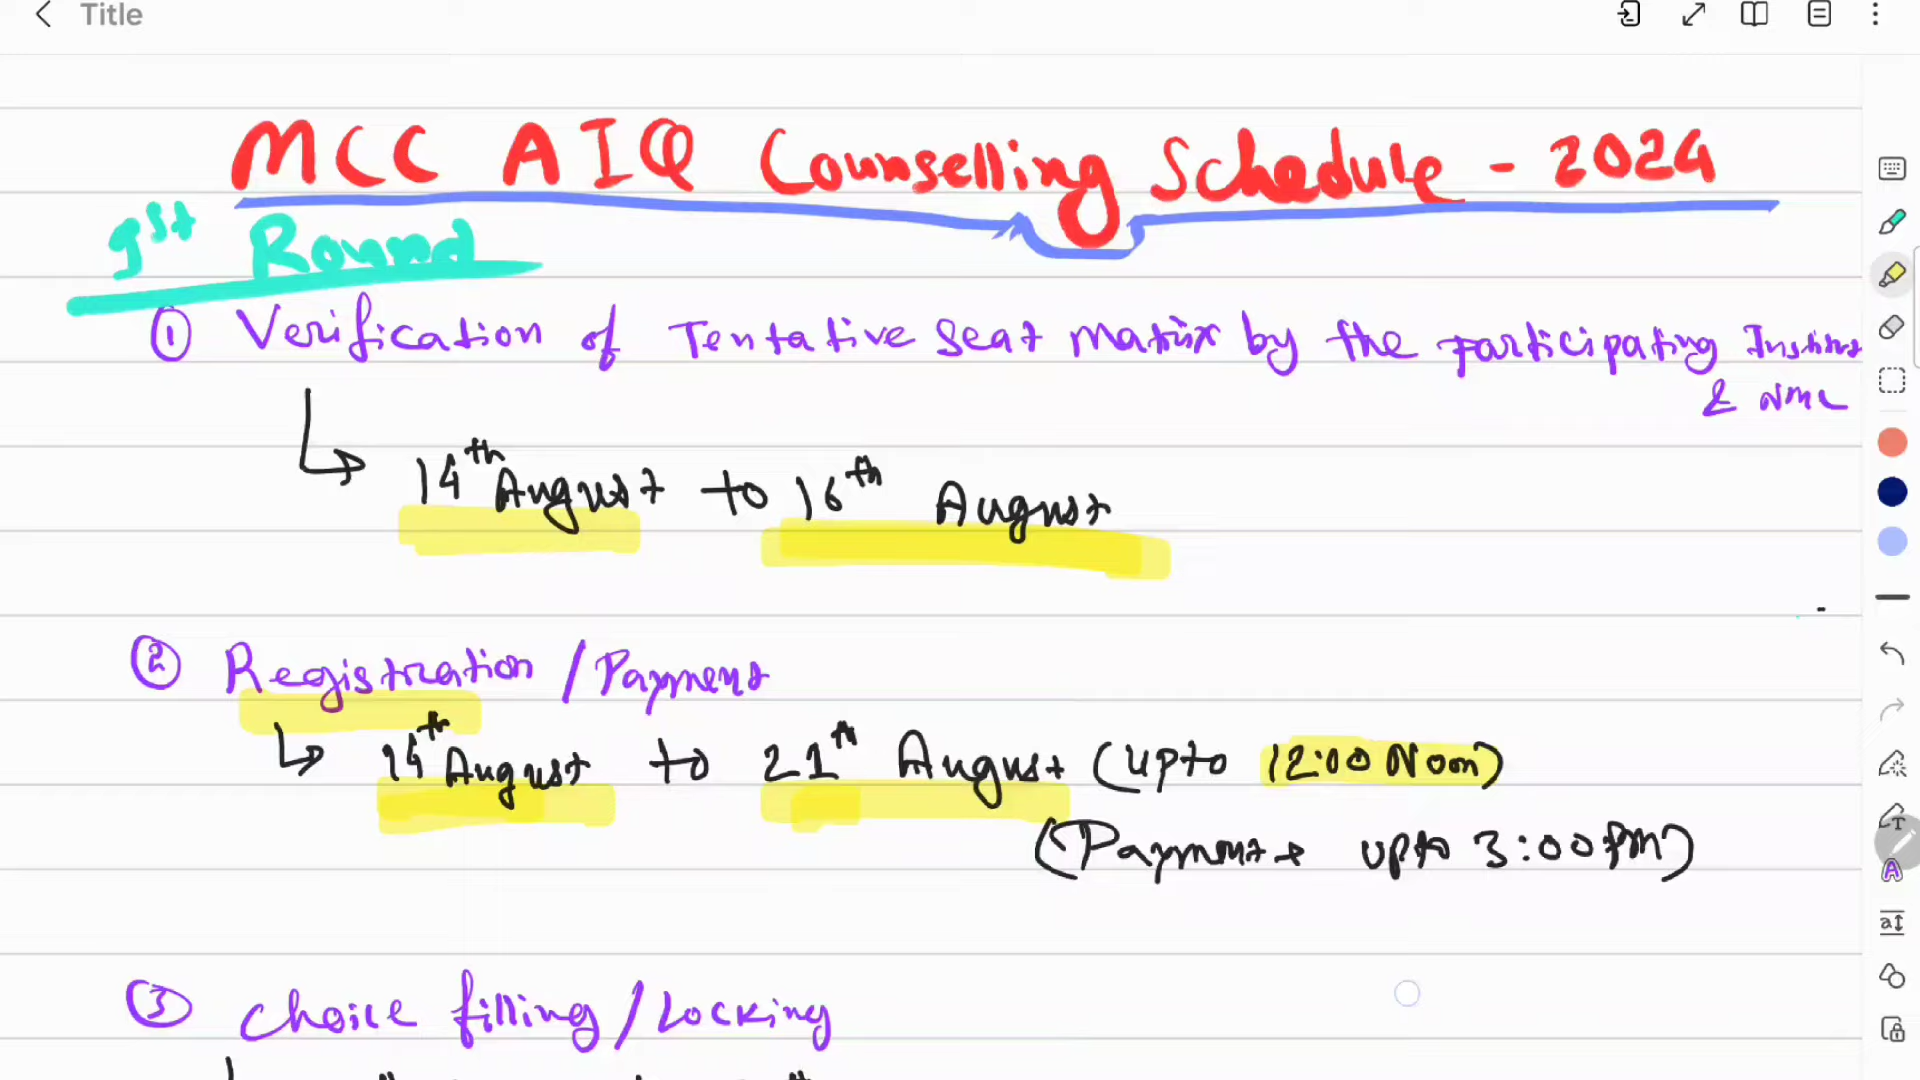 Title
MCC AIQ Counselling Schedule - 2024
1st Round
① Verification of Tentative Seat Matrix by the participating
& NMC
14th August to 16th August
② Registration / Payment
14th August to 21th August (upto 12:00 Noon)
(Payment upto 3:00 PM)
③ Choice filling / Locking